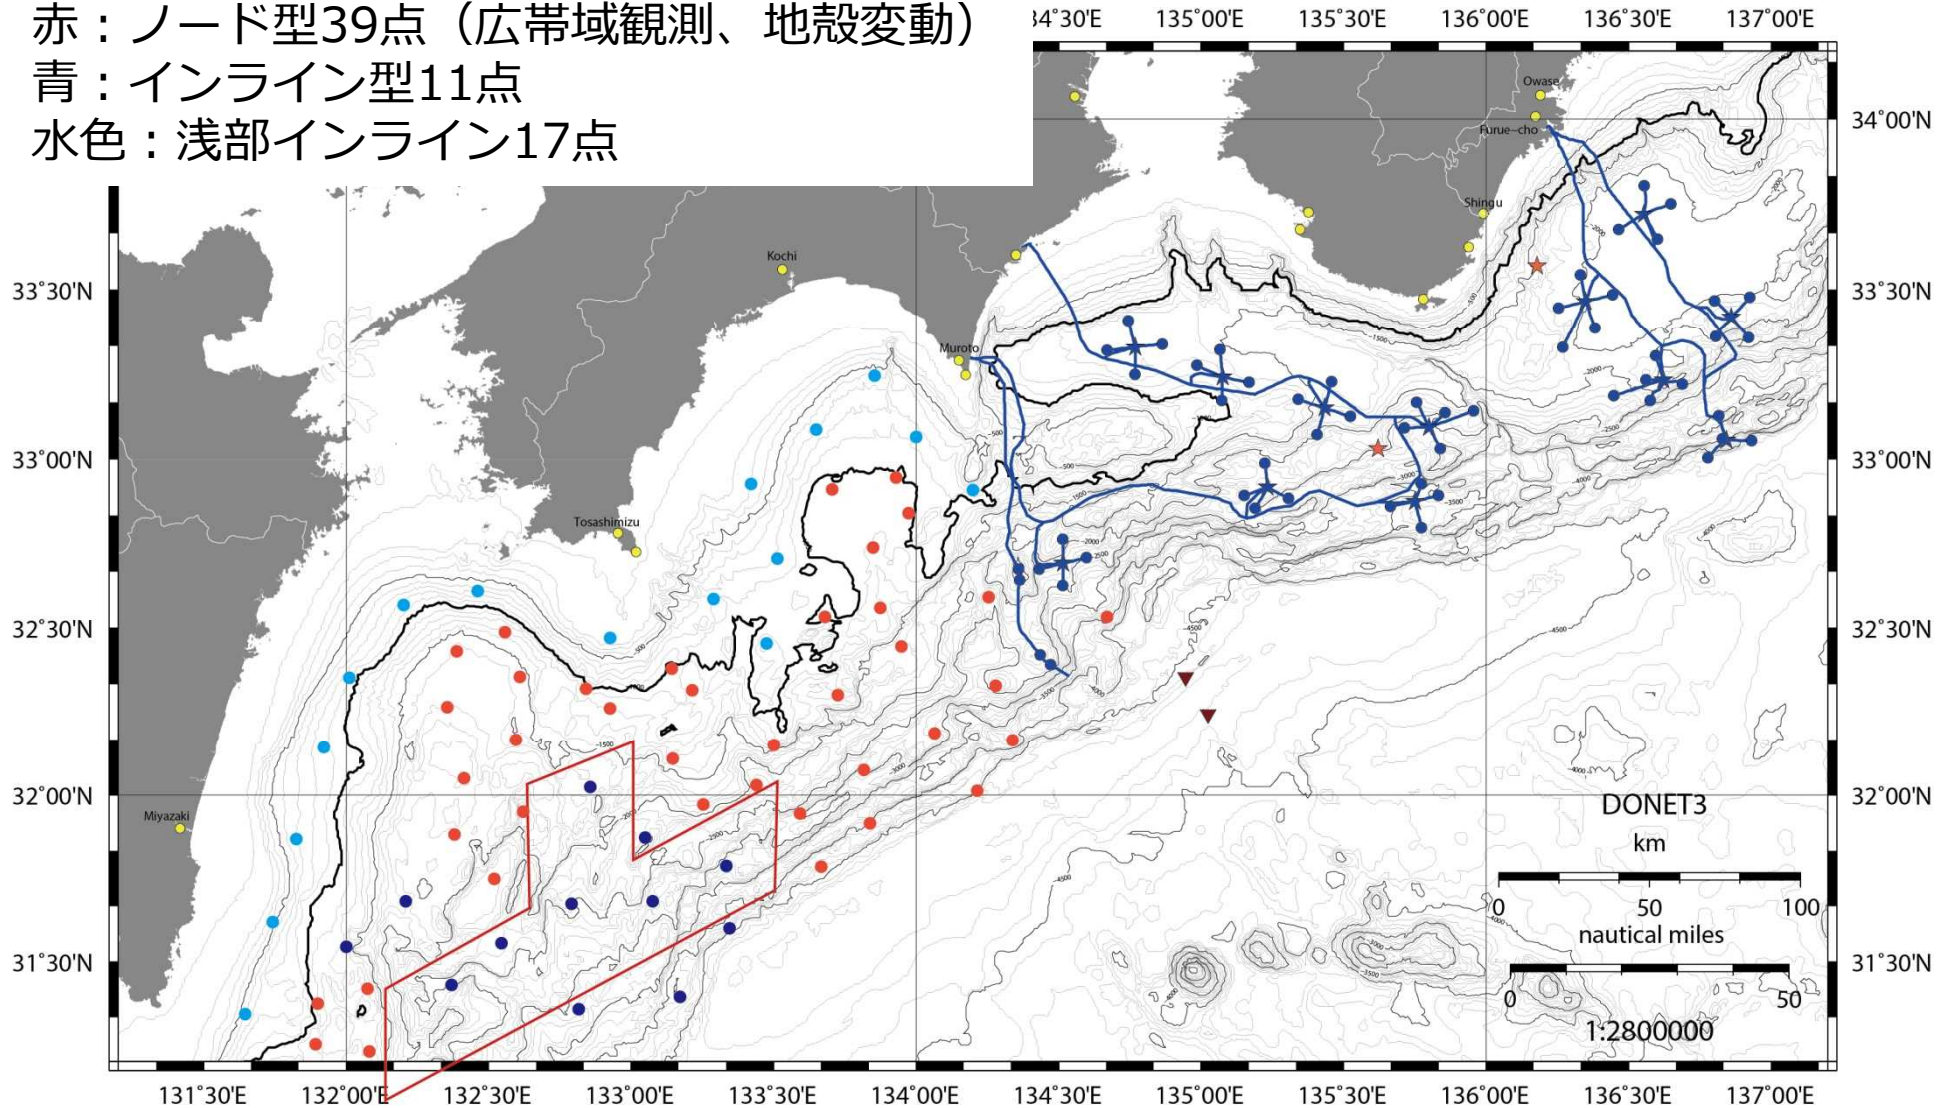 赤：ノード型39点（広帯域観測、地殻変動）
青：インライン型11点
水色：浅部インライン17点
34°30'E 135°00'E 135°30'E 136°00'E 136°30'E 137°00'E
Owase
34°00'N
Furue-cho
Shingu
Kochi
33°30'N 33°30'N
Muroto
33°00'N 33°00'N
Tosashimizu
32°30'N 32°30'N
32°00'N 32°00'N
Miyazaki
DONET3
km
0 50 100
nautical miles
31°30'N 31°30'N
0 50
1:2800000
131°30'E 132°00'E 132°30'E 133°00'E 133°30'E 134°00'E 134°30'E 135°00'E 135°30'E 136°00'E 136°30'E 137°00'E